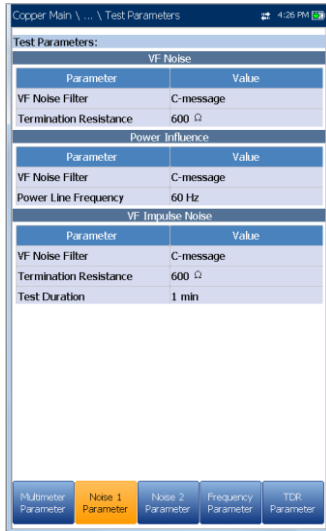 Copper Main \ ... \ Test Parameters 4:26 PM
Test Parameters:
VF Noise
Parameter Value
VF Noise Filter C-message
Termination Resistance 600 Ω
Power Influence
Parameter Value
VF Noise Filter C-message
Power Line Frequency 60 Hz
VF Impulse Noise
Parameter Value
VF Noise Filter C-message
Termination Resistance 600 Ω
Test Duration 1 min
Multimeter Noise 1 Noise 2 Frequency TDR
Parameter Parameter Parameter Parameter Parameter